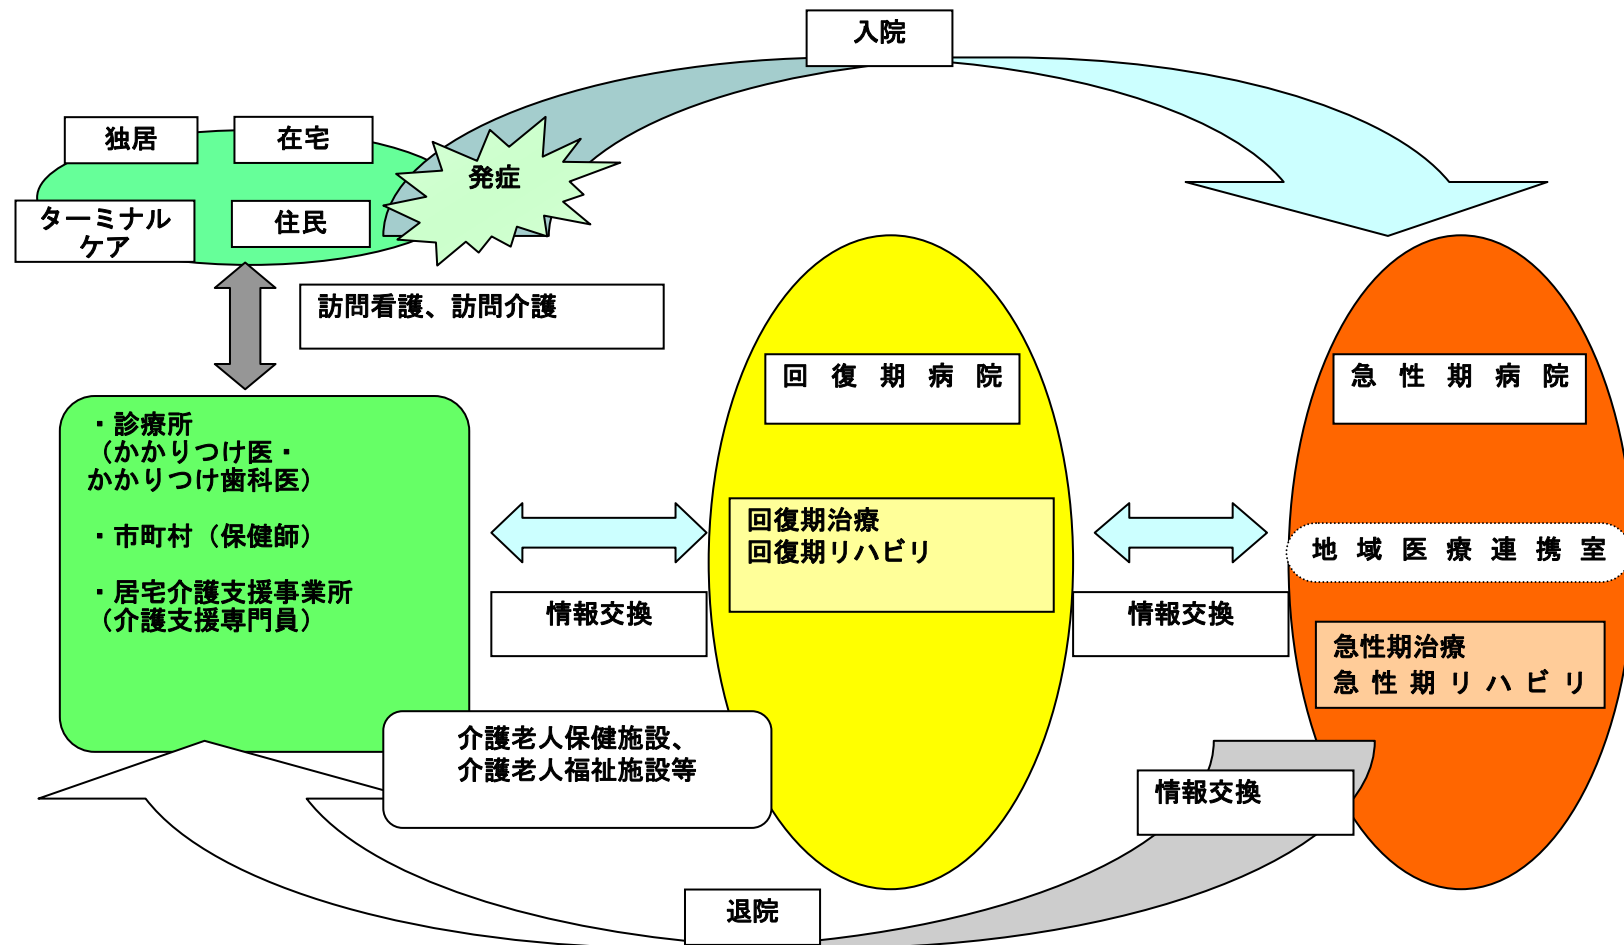 入院
独居
在宅
発症
ターミナル
ケア
住民
訪問看護、訪問介護
・診療所
（かかりつけ医・
かかりつけ歯科医）
・市町村（保健師）
・居宅介護支援事業所
（介護支援専門員）
情報交換
回復期病院
回復期治療
回復期リハビリ
情報交換
急性期病院
地域医療連携室
急性期治療
急性期リハビリ
介護老人保健施設、
介護老人福祉施設等
情報交換
退院